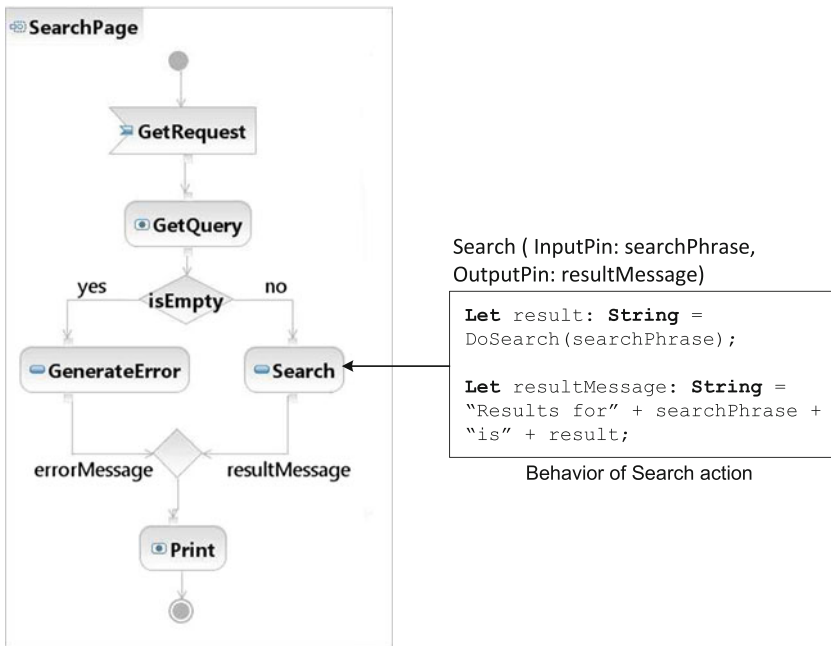 SearchPage
GetRequest
GetQuery
yes
isEmpty
no
GenerateError
Search
errorMessage
resultMessage
Print
Search ( InputPin: searchPhrase,
OutputPin: resultMessage)
Let result: String =
DoSearch(searchPhrase);
Let resultMessage: String =
“Results for” + searchPhrase +
“is” + result;
Behavior of Search action